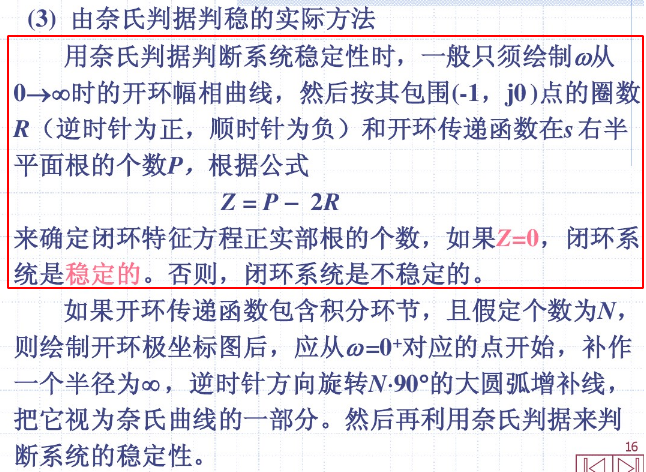 (3) 由奈氏判据判稳的实际方法
用奈氏判据判断系统稳定性时，一般只须绘制ω从
0→∞时的开环幅相曲线，然后按其包围(-1，j0)点的圈数
R（逆时针为正，顺时针为负）和开环传递函数在s右半
平面根的个数P，根据公式
Z = P － 2R
来确定闭环特征方程正实部根的个数，如果Z=0，闭环系
统是稳定的。否则，闭环系统是不稳定的。
如果开环传递函数包含积分环节，且假定个数为N，
则绘制开环极坐标图后，应从ω=0⁺对应的点开始，补作
一个半径为∞，逆时针方向旋转N·90°的大圆弧增补线，
把它视为奈氏曲线的一部分。然后再利用奈氏判据来判
断系统的稳定性。
16